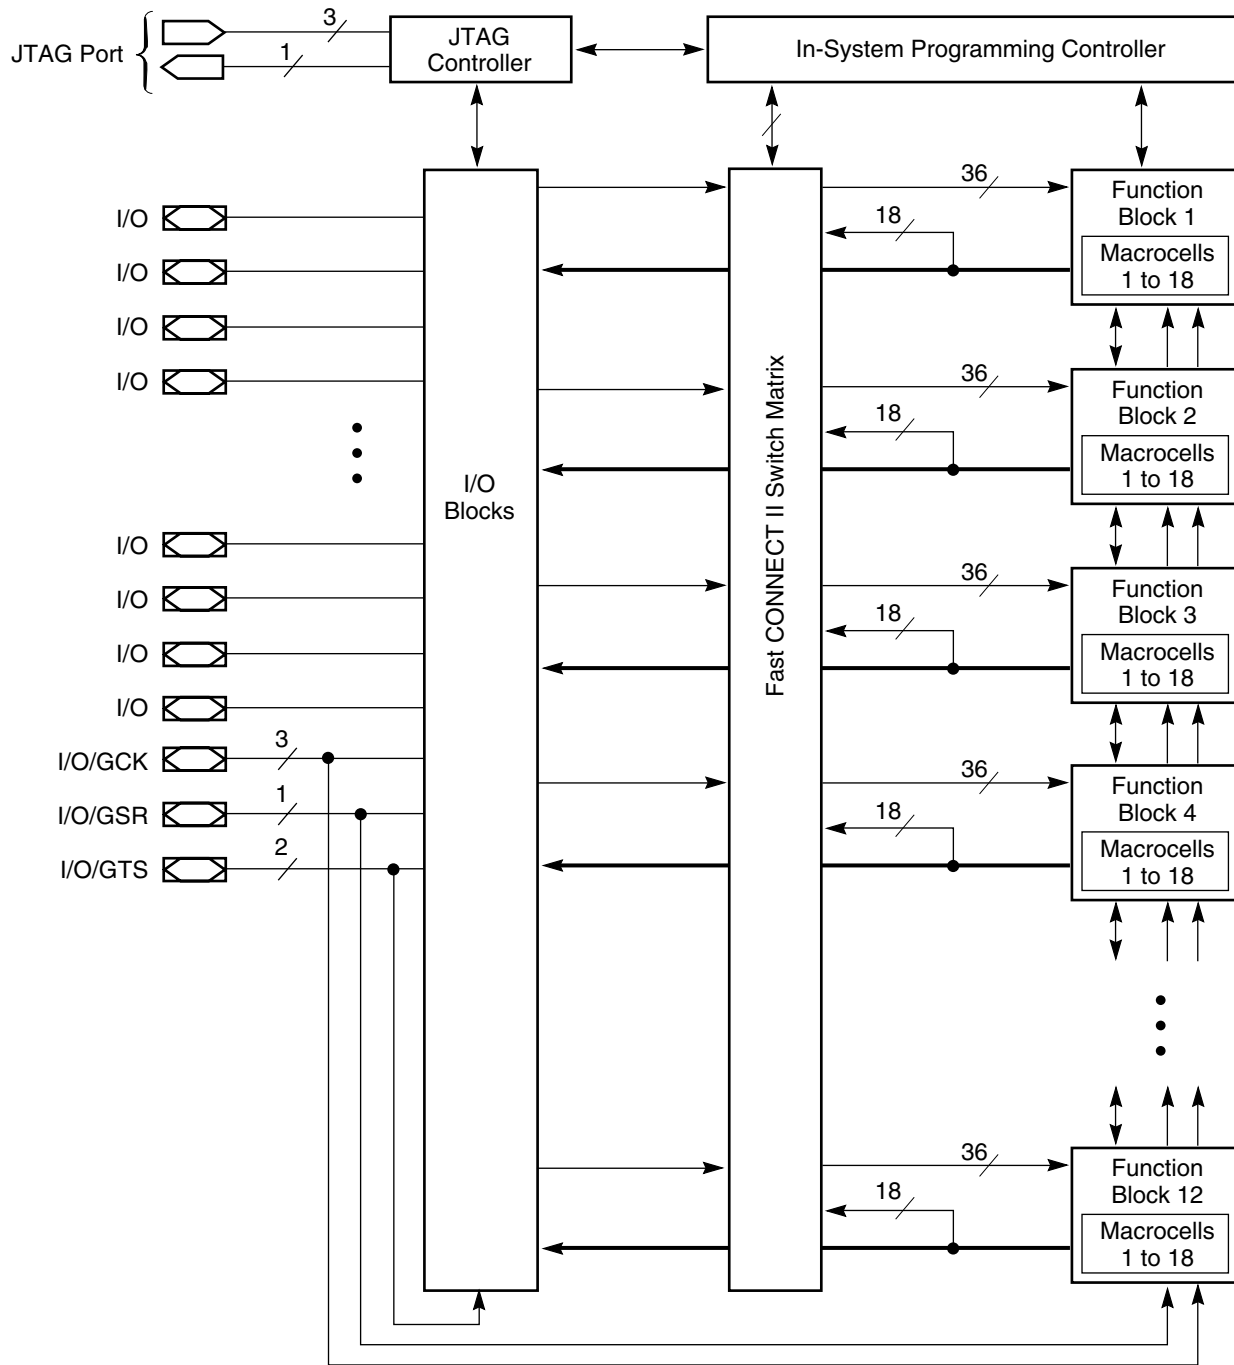 JTAG Port
3
1
JTAG
Controller
In-System Programming Controller
I/O
I/O
I/O
I/O
I/O
I/O
I/O
I/O
I/O/GCK
3
I/O/GSR
1
I/O/GTS
2
I/O
Blocks
Fast CONNECT II Switch Matrix
36
18
Function
Block 1
Macrocells
1 to 18
36
18
Function
Block 2
Macrocells
1 to 18
36
18
Function
Block 3
Macrocells
1 to 18
36
18
Function
Block 4
Macrocells
1 to 18
36
18
Function
Block 12
Macrocells
1 to 18